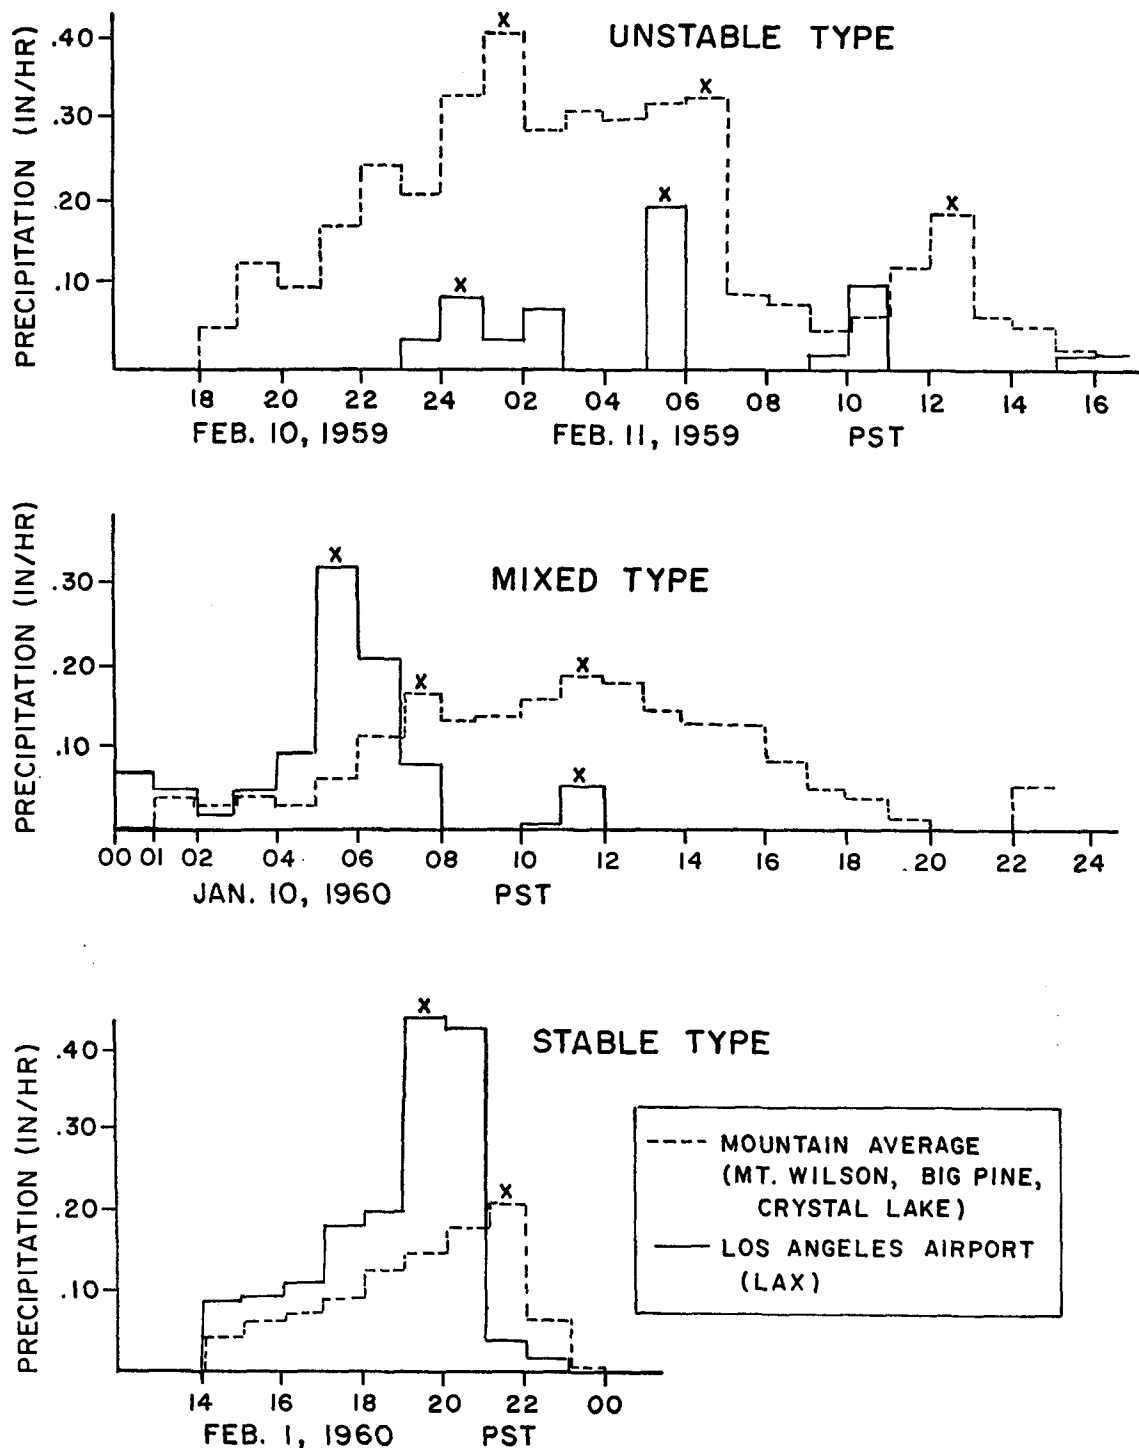 UNSTABLE TYPE
PRECIPITATION (IN/HR)
.40
.30
.20
.10
X
X
X
X
X
18 20 22 24 02 04 06 08 10 12 14 16
FEB. 10, 1959 FEB. 11, 1959 PST
MIXED TYPE
PRECIPITATION (IN/HR)
.30
.20
.10
X
X
X
X
00 01 02 04 06 08 10 12 14 16 18 20 22 24
JAN. 10, 1960 PST
STABLE TYPE
PRECIPITATION (IN/HR)
.40
.30
.20
.10
X
X
14 16 18 20 22 00
FEB. 1, 1960 PST
MOUNTAIN AVERAGE
(MT. WILSON, BIG PINE,
CRYSTAL LAKE)
LOS ANGELES AIRPORT
(LAX)